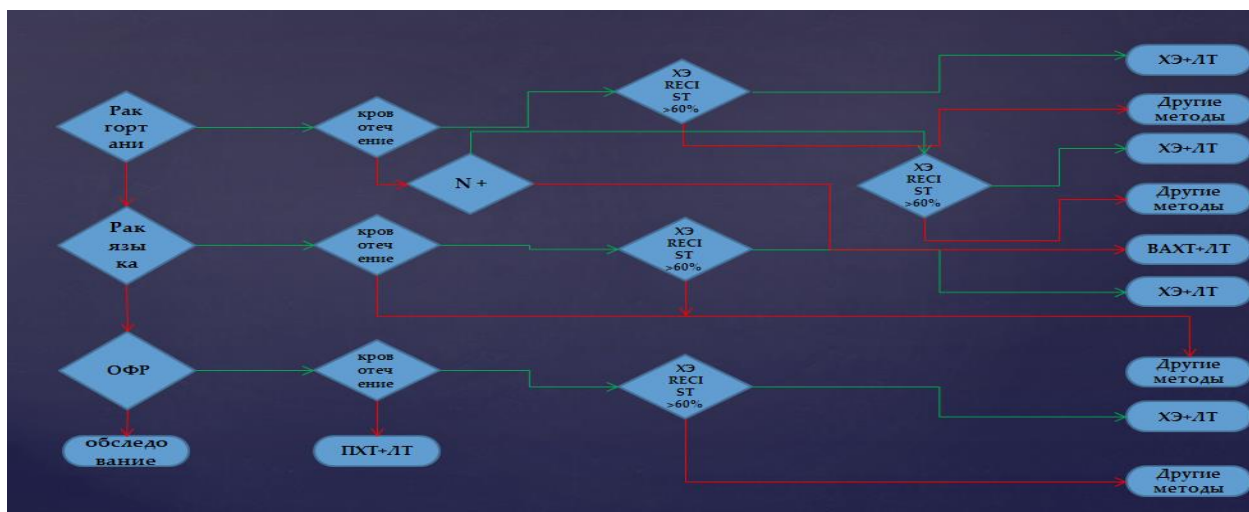 Рак
горт
ани
кров
отеч
ение
ХЭ
RECI
ST
>60%
ХЭ+ЛТ
Другие
методы
N +
ХЭ
RECI
ST
>60%
ХЭ+ЛТ
Другие
методы
Рак
язы
ка
кров
отеч
ение
ХЭ
RECI
ST
>60%
ВАХТ+ЛТ
ХЭ+ЛТ
Другие
методы
ОФР
кров
отеч
ение
ХЭ
RECI
ST
>60%
ХЭ+ЛТ
обследо
вание
ПХТ+ЛТ
Другие
методы